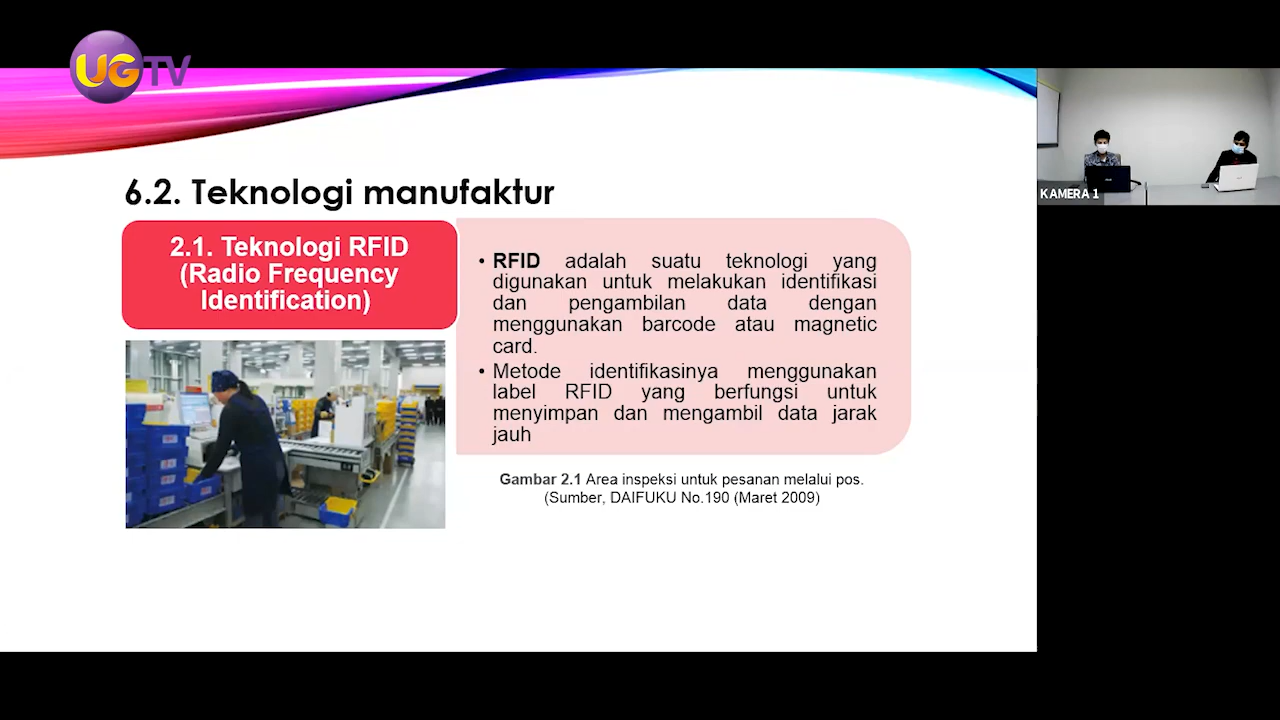 UGTV
6.2. Teknologi manufaktur
2.1. Teknologi RFID
(Radio Frequency
Identification)
• RFID adalah suatu teknologi yang
digunakan untuk melakukan identifikasi
dan pengambilan data dengan
menggunakan barcode atau magnetic
card.
• Metode identifikasinya menggunakan
label RFID yang berfungsi untuk
menyimpan dan mengambil data jarak
jauh
Gambar 2.1 Area inspeksi untuk pesanan melalui pos.
(Sumber, DAIFUKU No.190 (Maret 2009)
KAMERA 1